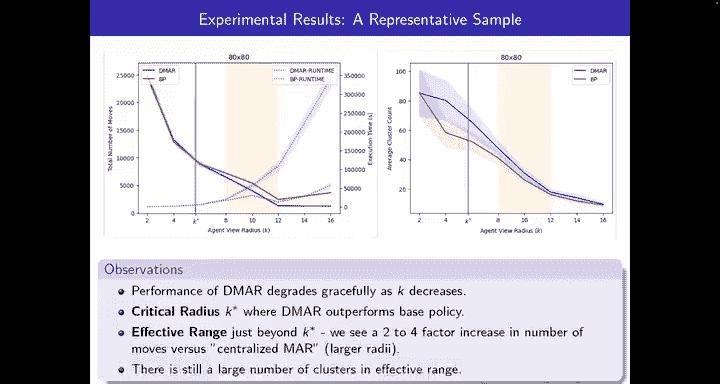 Experimental Results: A Representative Sample
80x80
DMAR
BP
DMAR-RUNTIME
BP-RUNTIME
Total Number of Moves
25000
20000
15000
10000
5000
0
350000
300000
250000
200000
150000
100000
50000
0
Execution Time (s)
2 4 k* 8 10 12 14 16
Agent View Radius (k)
80x80
DMAR
BP
Average Cluster Count
100
80
60
40
20
2 4 k* 8 10 12 14 16
Agent View Radius (k)
Observations
Performance of DMAR degrades gracefully as k decreases.
Critical Radius k* where DMAR outperforms base policy.
Effective Range just beyond k* - we see a 2 to 4 factor increase in number of
moves versus "centralized MAR" (larger radii).
There is still a large number of clusters in effective range.